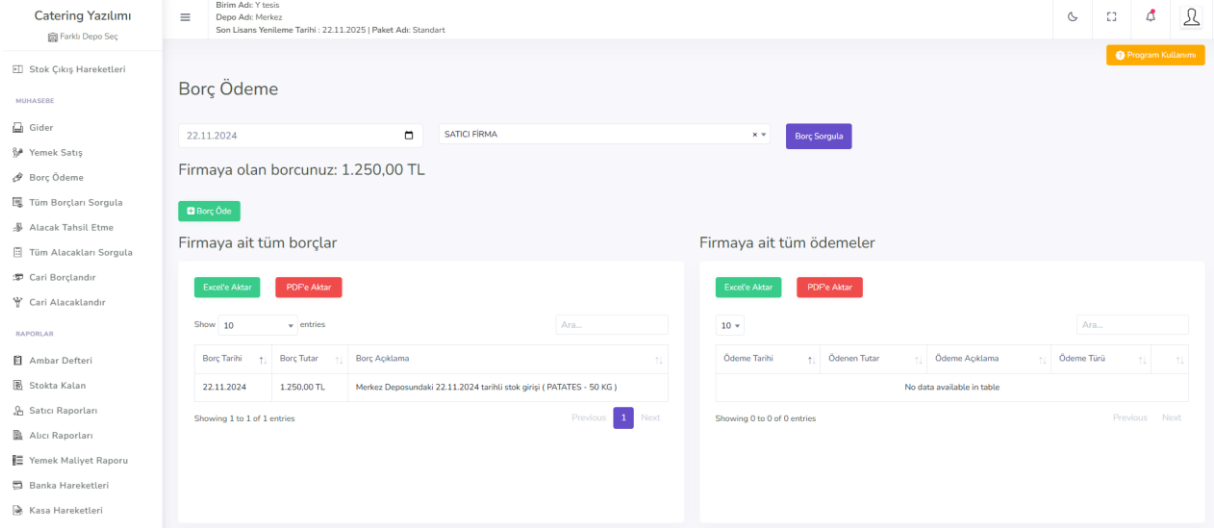 Catering Yazılımı
Farklı Depo Seç
Stok Çıkış Hareketleri
MUHASEBE
Gider
Yemek Satış
Borç Ödeme
Tüm Borçları Sorgula
Alacak Tahsil Etme
Tüm Alacakları Sorgula
Cari Borçlandır
Cari Alacaklandır
RAPORLAR
Ambar Defteri
Stokta Kalan
Satıcı Raporları
Alıcı Raporları
Yemek Maliyet Raporu
Banka Hareketleri
Kasa Hareketleri
Birim Adı: Y tesis
Depo Adı: Merkez
Son Lisans Yenileme Tarihi : 22.11.2025 | Paket Adı: Standart
Program Kullanımı
Borç Ödeme
22.11.2024 SATICI FİRMA × Borç Sorgula
Firmaya olan borcunuz: 1.250,00 TL
Borç Öde
Firmaya ait tüm borçlar
Excel'e Aktar PDF'e Aktar
Show 10 entries Ara...
Borç Tarihi Borç Tutar Borç Açıklama
22.11.2024 1.250,00 TL Merkez Deposundaki 22.11.2024 tarihli stok girişi ( PATATES - 50 KG )
Showing 1 to 1 of 1 entries Previous 1 Next
Firmaya ait tüm ödemeler
Excel'e Aktar PDF'e Aktar
10 Ara...
Ödeme Tarihi Ödenen Tutar Ödeme Açıklama Ödeme Türü
No data available in table
Showing 0 to 0 of 0 entries Previous Next